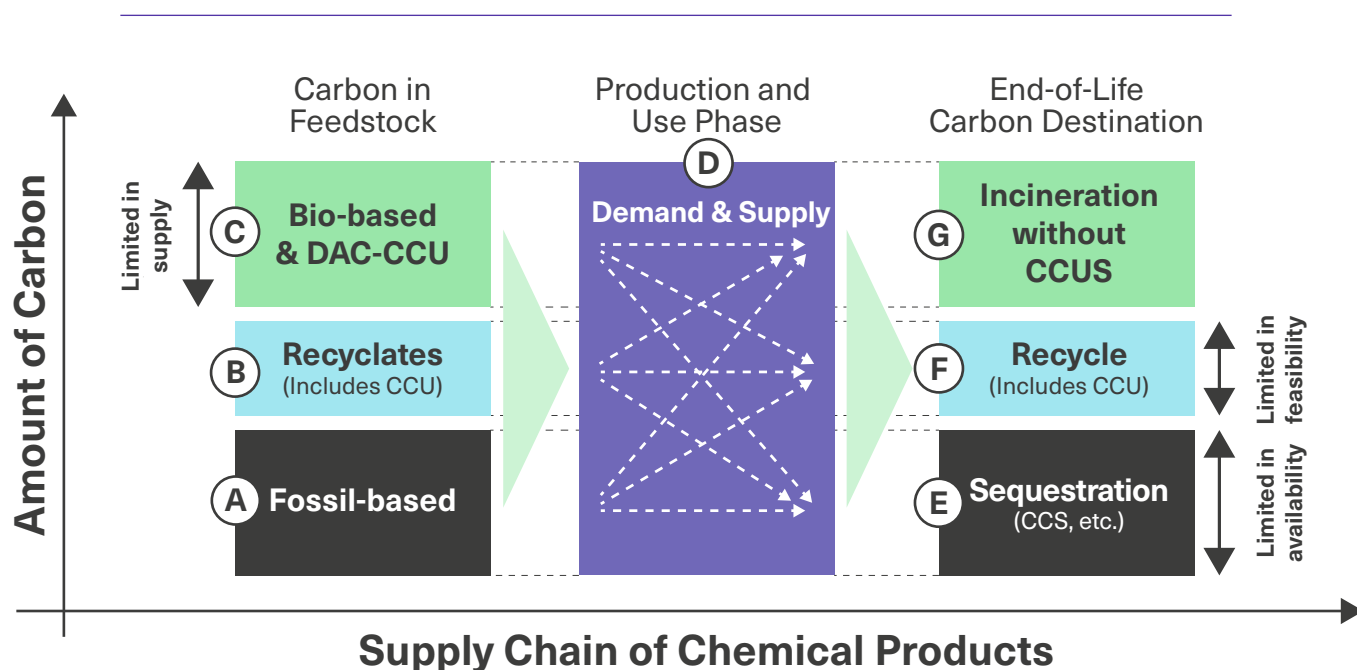 Carbon in
Feedstock
Production and
Use Phase
End-of-Life
Carbon Destination
Amount of Carbon
Limited in
supply
C
Bio-based
& DAC-CCU
B
Recyclates
(Includes CCU)
A
Fossil-based
D
Demand & Supply
G
Incineration
without
CCUS
F
Recycle
(Includes CCU)
Limited in
feasibility
E
Sequestration
(CCS, etc.)
Limited in
availability
Supply Chain of Chemical Products